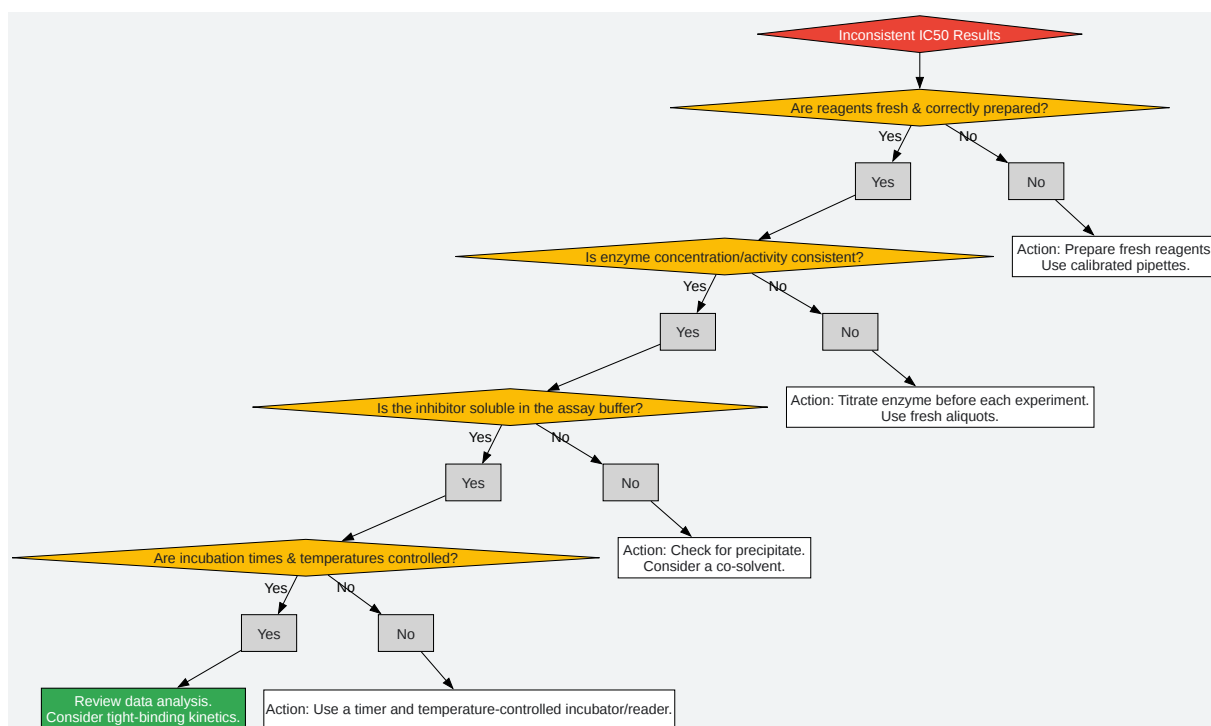 Inconsistent IC50 Results
Are reagents fresh & correctly prepared?
Yes
No
Yes
No
Action: Prepare fresh reagents
Use calibrated pipettes.
Is enzyme concentration/activity consistent?
Yes
No
Yes
No
Action: Titrate enzyme before each experiment.
Use fresh aliquots.
Is the inhibitor soluble in the assay buffer?
Yes
No
Yes
No
Action: Check for precipitate.
Consider a co-solvent.
Are incubation times & temperatures controlled?
Yes
No
Yes
No
Review data analysis.
Consider tight-binding kinetics.
Action: Use a timer and temperature-controlled incubator/reader.